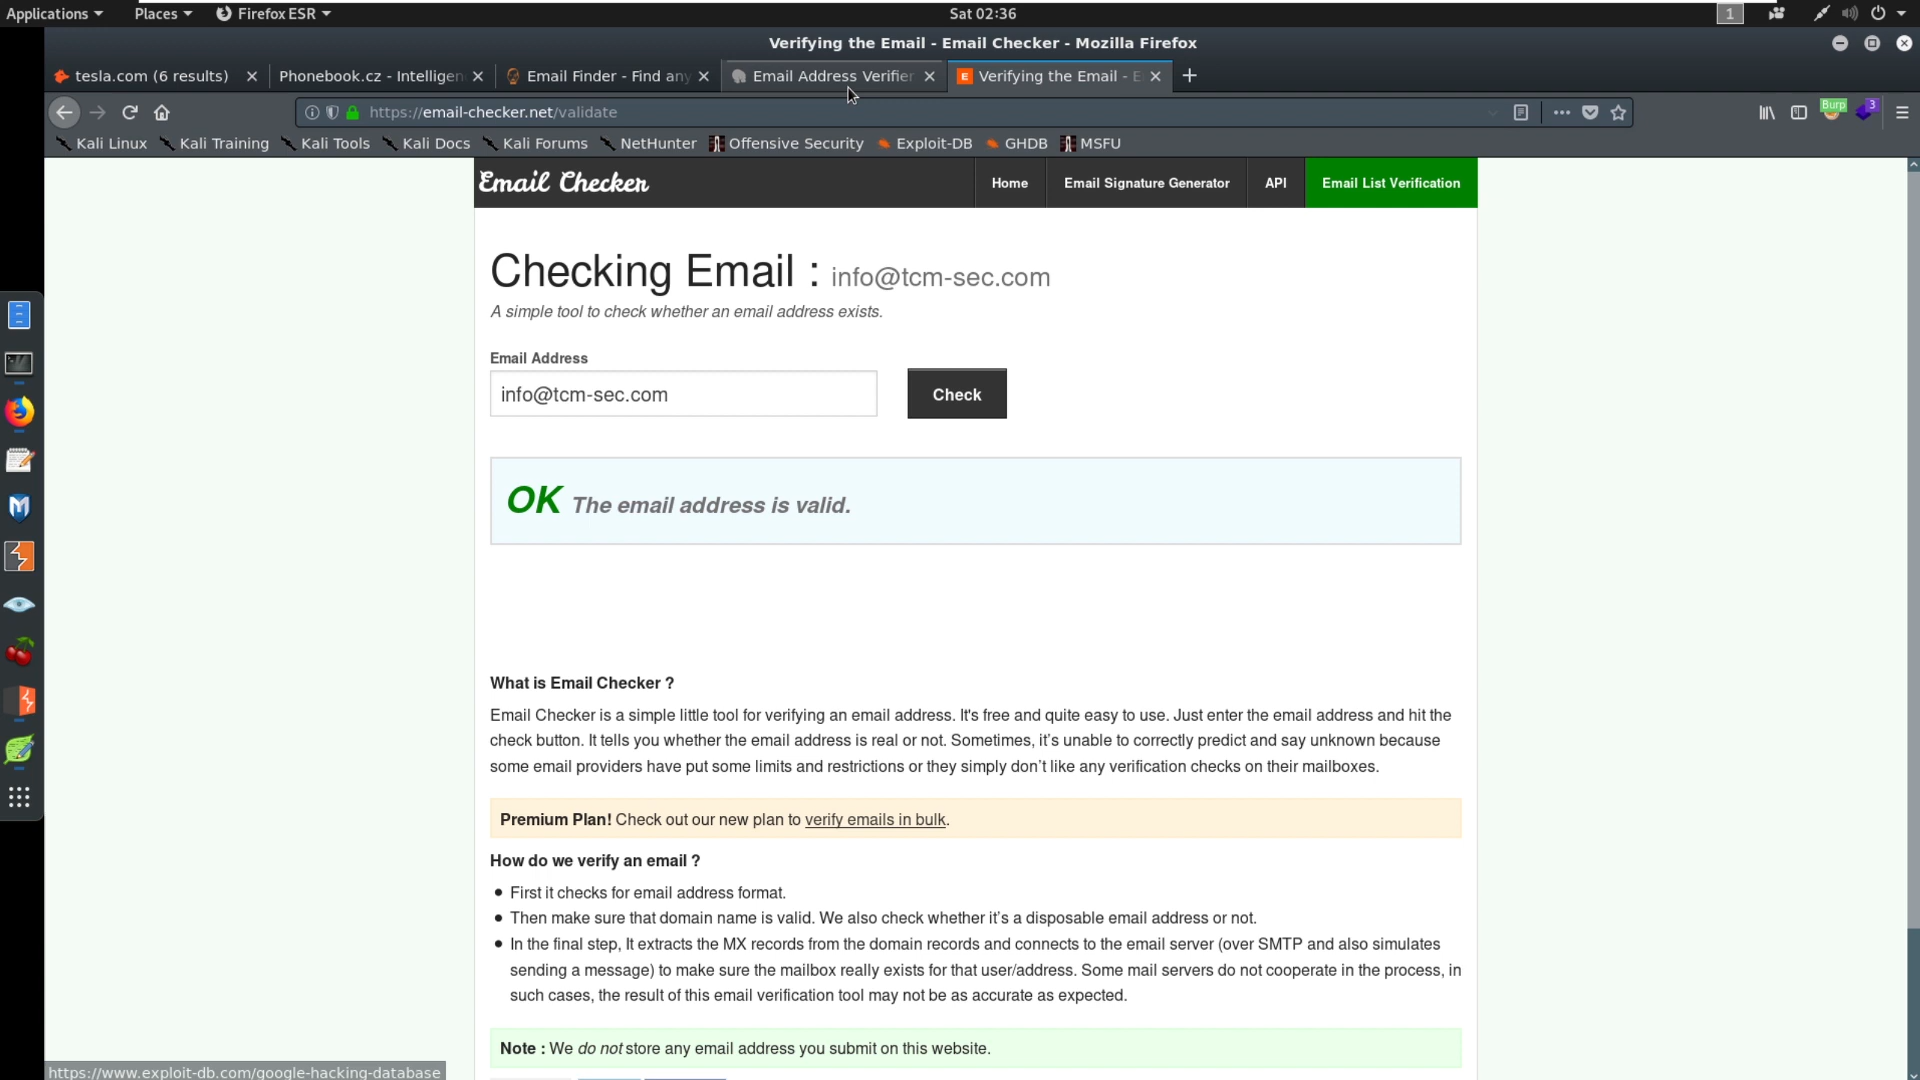 Applications Places Firefox ESR Sat 02:36 1
Verifying the Email - Email Checker - Mozilla Firefox
tesla.com (6 results) Phonebook.cz - Intelligen Email Finder - Find any Email Address Verifier Verifying the Email - E
https://email-checker.net/validate Burp 3
Kali Linux Kali Training Kali Tools Kali Docs Kali Forums NetHunter Offensive Security Exploit-DB GHDB MSFU
Email Checker Home Email Signature Generator API Email List Verification
Checking Email : info@tcm-sec.com
A simple tool to check whether an email address exists.
Email Address
info@tcm-sec.com Check
OK The email address is valid.
What is Email Checker ?
Email Checker is a simple little tool for verifying an email address. It's free and quite easy to use. Just enter the email address and hit the
check button. It tells you whether the email address is real or not. Sometimes, it’s unable to correctly predict and say unknown because
some email providers have put some limits and restrictions or they simply don’t like any verification checks on their mailboxes.
Premium Plan! Check out our new plan to verify emails in bulk.
How do we verify an email ?
First it checks for email address format.
Then make sure that domain name is valid. We also check whether it’s a disposable email address or not.
In the final step, It extracts the MX records from the domain records and connects to the email server (over SMTP and also simulates
sending a message) to make sure the mailbox really exists for that user/address. Some mail servers do not cooperate in the process, in
such cases, the result of this email verification tool may not be as accurate as expected.
Note : We do not store any email address you submit on this website.
https://www.exploit-db.com/google-hacking-database